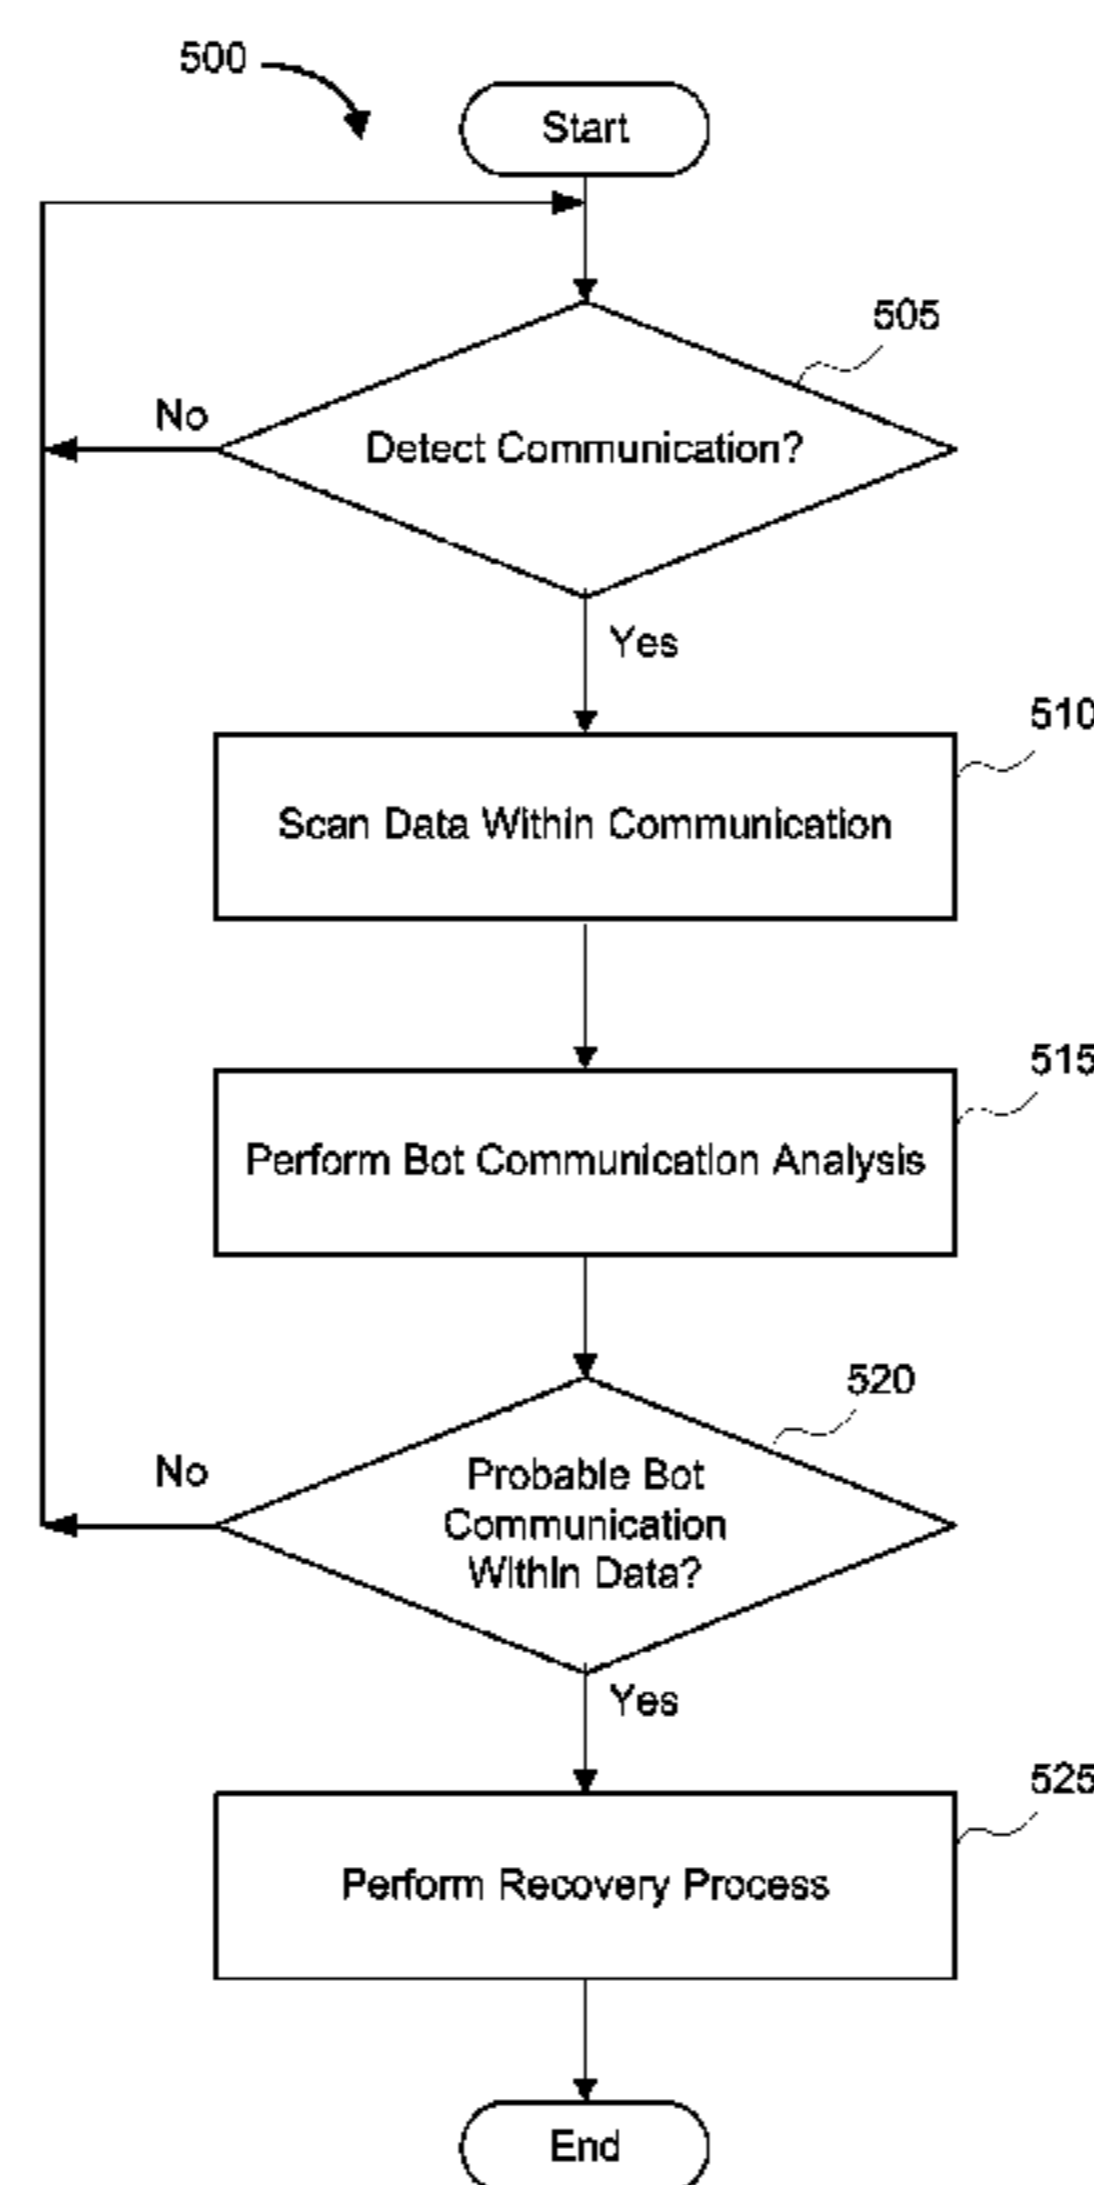 500
Start
505
No
Detect Communication?
Yes
510
Scan Data Within Communication
515
Perform Bot Communication Analysis
520
No
Probable Bot
Communication
Within Data?
Yes
525
Perform Recovery Process
End